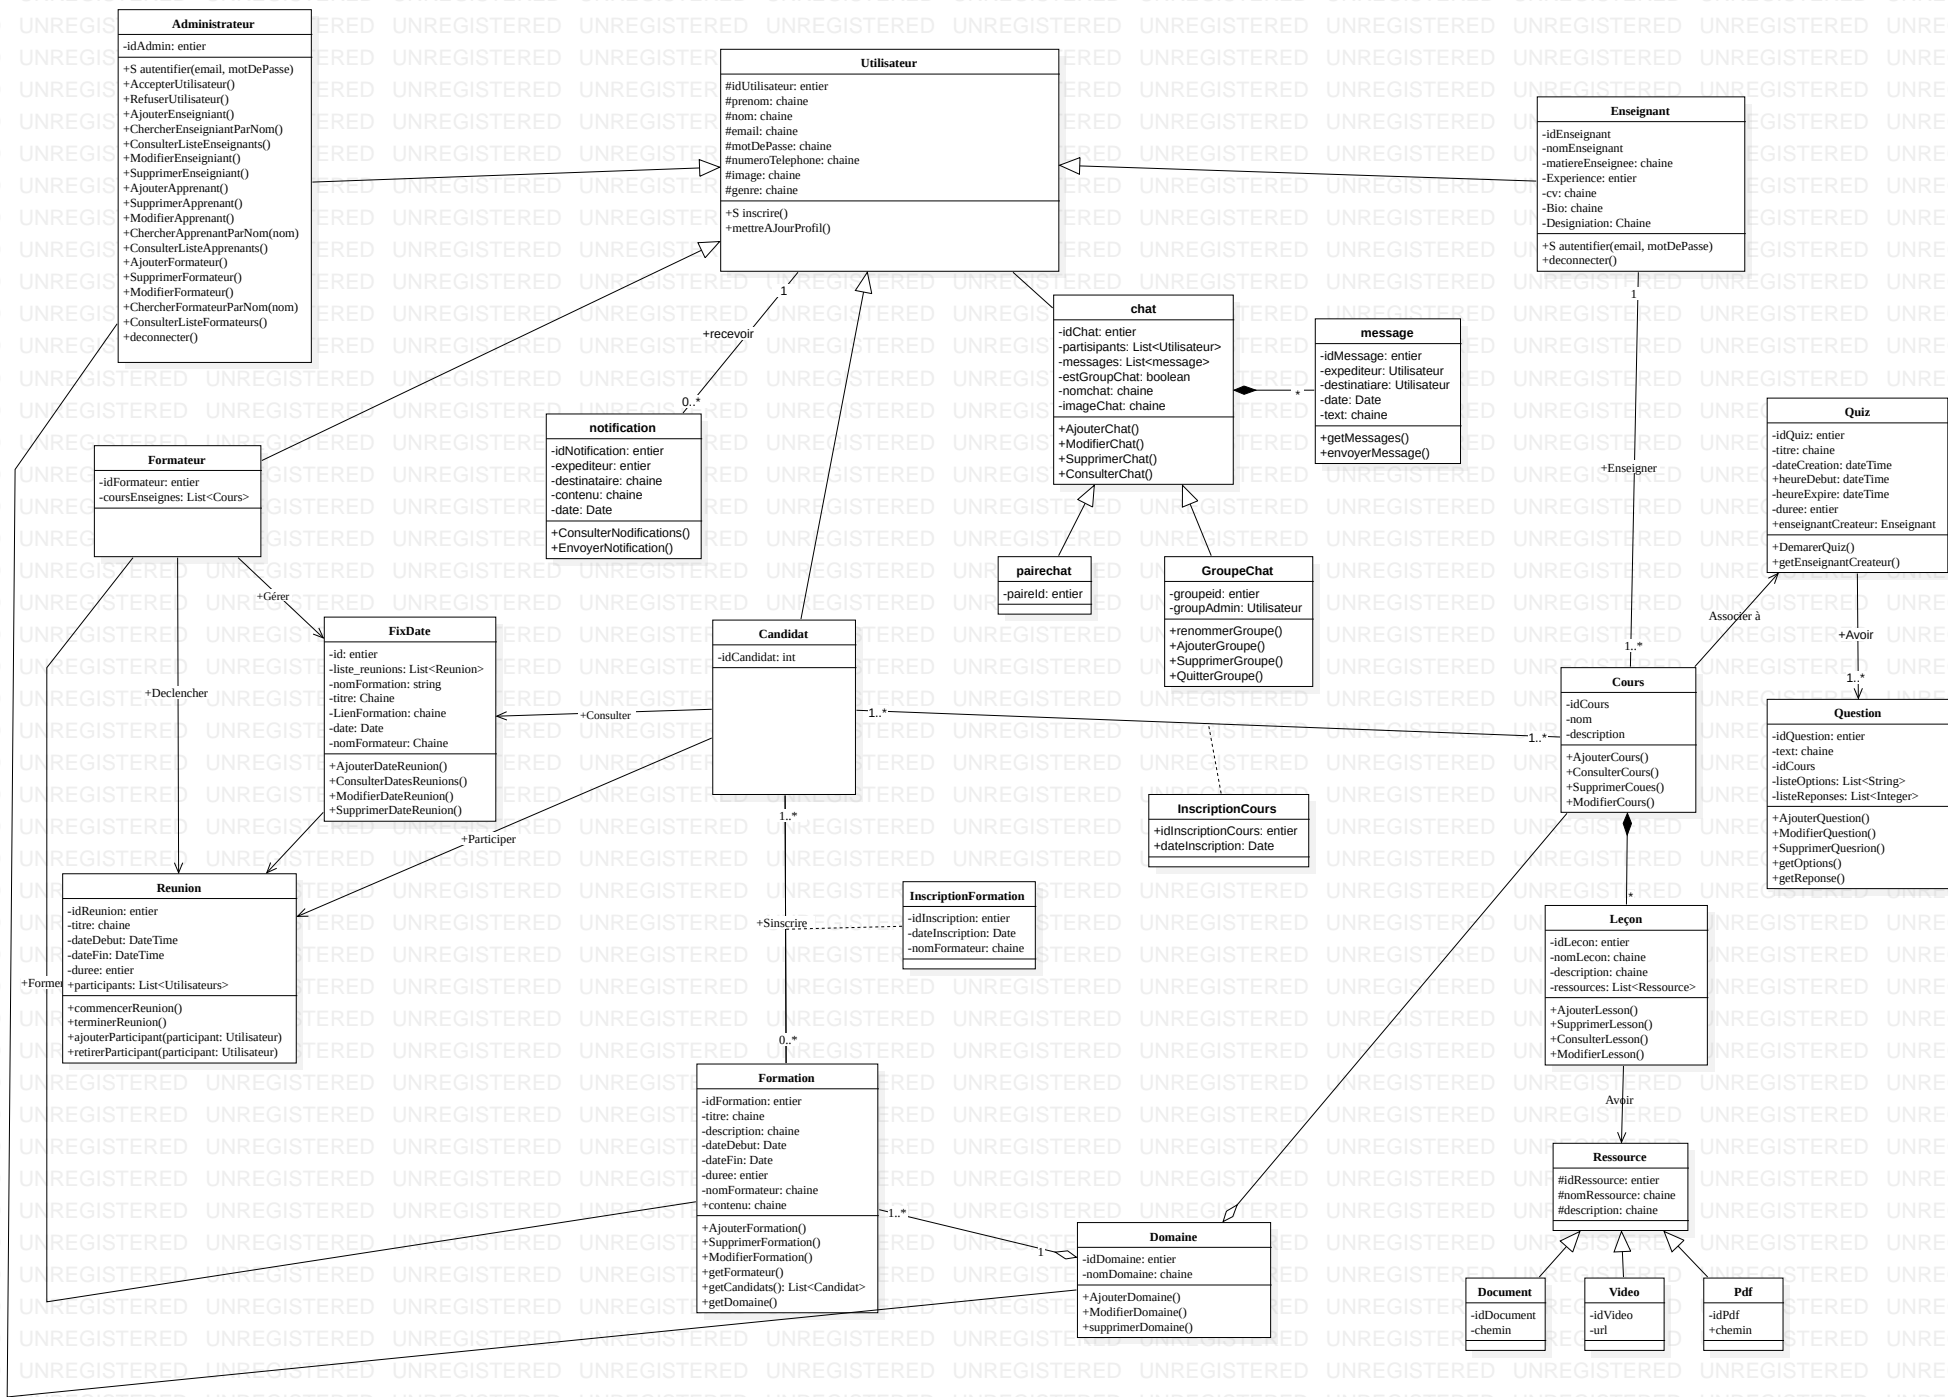 Administrateur
-idAdmin: entier
+S autentifier(email, motDePasse)
+AccepterUtilisateur()
+RefuserUtilisateur()
+AjouterEnseigniant()
+ChercherEnseigniantParNom()
+ConsulterListeEnseignants()
+ModifierEnseigniant()
+SupprimerEnseigniant()
+AjouterApprenant()
+SupprimerApprenant()
+ModifierApprenant()
+ChercherApprenantParNom(nom)
+ConsulterListeApprenants()
+AjouterFormateur()
+SupprimerFormateur()
+ModifierFormateur()
+ChercherFormateurParNom(nom)
+ConsulterListeFormateurs()
+deconnecter()
Utilisateur
#idUtilisateur: entier
#prenom: chaine
#nom: chaine
#email: chaine
#motDePasse: chaine
#numeroTelephone: chaine
#image: chaine
#genre: chaine
+S inscrire()
+mettreAJourProfil()
Enseignant
-idEnseignant
-nomEnseignant
-matiereEnseignee: chaine
-Experience: entier
-cv: chaine
-Bio: chaine
-Designiation: Chaine
+S autentifier(email, motDePasse)
+deconnecter()
1
+recevoir
0..*
chat
-idChat: entier
-partisipants: List<Utilisateur>
-messages: List<message>
-estGroupChat: boolean
-nomchat: chaine
-imageChat: chaine
+AjouterChat()
+ModifierChat()
+SupprimerChat()
+ConsulterChat()
*
message
-idMessage: entier
-expediteur: Utilisateur
-destinatiare: Utilisateur
-date: Date
-text: chaine
+getMessages()
+envoyerMessage()
1
+Enseigner
1..*
Quiz
-idQuiz: entier
-titre: chaine
-dateCreation: dateTime
+heureDebut: dateTime
-heureExpire: dateTime
-duree: entier
+enseignantCreateur: Enseignant
+DemarerQuiz()
+getEnseignantCreateur()
Formateur
-idFormateur: entier
-coursEnseignes: List<Cours>
notification
-idNotification: entier
-expediteur: entier
-destinataire: chaine
-contenu: chaine
-date: Date
+ConsulterNodifications()
+EnvoyerNotification()
pairechat
-paireId: entier
GroupeChat
-groupeid: entier
-groupAdmin: Utilisateur
+renommerGroupe()
+AjouterGroupe()
+SupprimerGroupe()
+QuitterGroupe()
+Gérer
+Declencher
FixDate
-id: entier
-liste_reunions: List<Reunion>
-nomFormation: string
-titre: Chaine
-LienFormation: chaine
-date: Date
-nomFormateur: Chaine
+AjouterDateReunion()
+ConsulterDatesReunions()
+ModifierDateReunion()
+SupprimerDateReunion()
+Consulter
+Participer
Candidat
-idCandidat: int
1..*
1..*
Associer à
+Avoir
1..*
Cours
-idCours
-nom
-description
+AjouterCours()
+ConsulterCours()
+SupprimerCoues()
+ModifierCours()
Question
-idQuestion: entier
-text: chaine
-idCours
-listeOptions: List<String>
-listeReponses: List<Integer>
+AjouterQuestion()
+ModifierQuestion()
+SupprimerQuesrion()
+getOptions()
+getReponse()
InscriptionCours
+idInscriptionCours: entier
+dateInscription: Date
1..*
+Sinscrire
0..*
InscriptionFormation
-idInscription: entier
-dateInscription: Date
-nomFormateur: chaine
Reunion
-idReunion: entier
-titre: chaine
-dateDebut: DateTime
-dateFin: DateTime
-duree: entier
+participants: List<Utilisateurs>
+commencerReunion()
+terminerReunion()
+ajouterParticipant(participant: Utilisateur)
+retirerParticipant(participant: Utilisateur)
+Former
*
Leçon
-idLecon: entier
-nomLecon: chaine
-description: chaine
-ressources: List<Ressource>
+AjouterLesson()
+SupprimerLesson()
+ConsulterLesson()
+ModifierLesson()
Avoir
Formation
-idFormation: entier
-titre: chaine
-description: chaine
-dateDebut: Date
-dateFin: Date
-duree: entier
-nomFormateur: chaine
+contenu: chaine
+AjouterFormation()
+SupprimerFormation()
+ModifierFormation()
+getFormateur()
+getCandidats(): List<Candidat>
+getDomaine()
1..*
1
Domaine
-idDomaine: entier
-nomDomaine: chaine
+AjouterDomaine()
+ModifierDomaine()
+supprimerDomaine()
Ressource
#idRessource: entier
#nomRessource: chaine
#description: chaine
Document
-idDocument
-chemin
Video
-idVideo
-url
Pdf
-idPdf
+chemin
UNREGISTERED